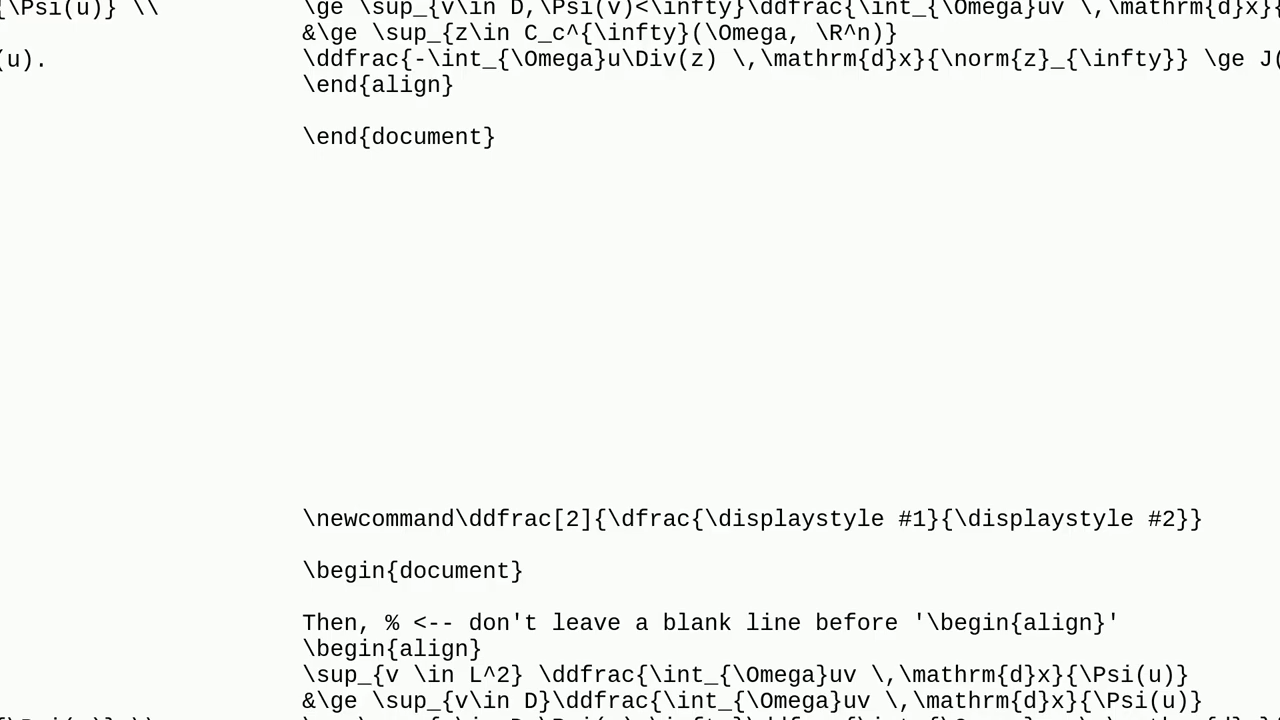 {\Psi(u)} \\
\ge \sup_{v\in D,\Psi(v)<\infty}\ddfrac{\int_{\Omega}uv \,\mathrm{d}x}{
&\ge \sup_{z\in C_c^{\infty}(\Omega, \R^n)}
(u).
\ddfrac{-\int_{\Omega}u\Div(z) \,\mathrm{d}x}{\norm{z}_{\infty}} \ge J(
\end{align}
\end{document}
\newcommand\ddfrac[2]{\dfrac{\displaystyle #1}{\displaystyle #2}}
\begin{document}
Then, % <-- don't leave a blank line before '\begin{align}'
\begin{align}
\sup_{v \in L^2} \ddfrac{\int_{\Omega}uv \,\mathrm{d}x}{\Psi(u)}
&\ge \sup_{v\in D}\ddfrac{\int_{\Omega}uv \,\mathrm{d}x}{\Psi(u)}